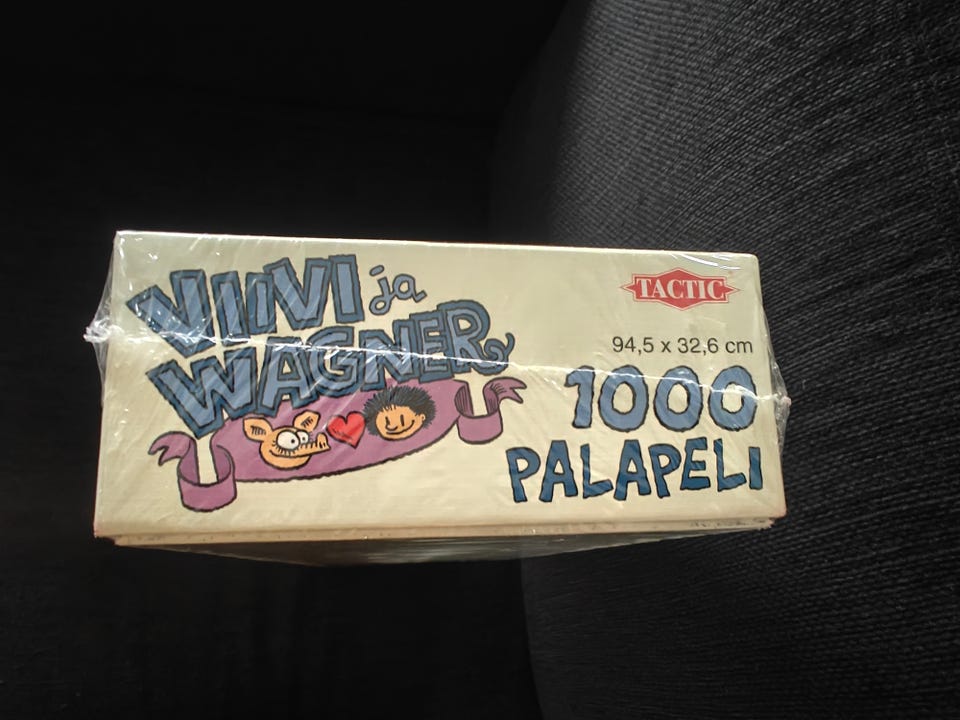 VIIVI ja
WAGNER
TACTIC
94,5 x 32,6 cm
1000
PALAPELI